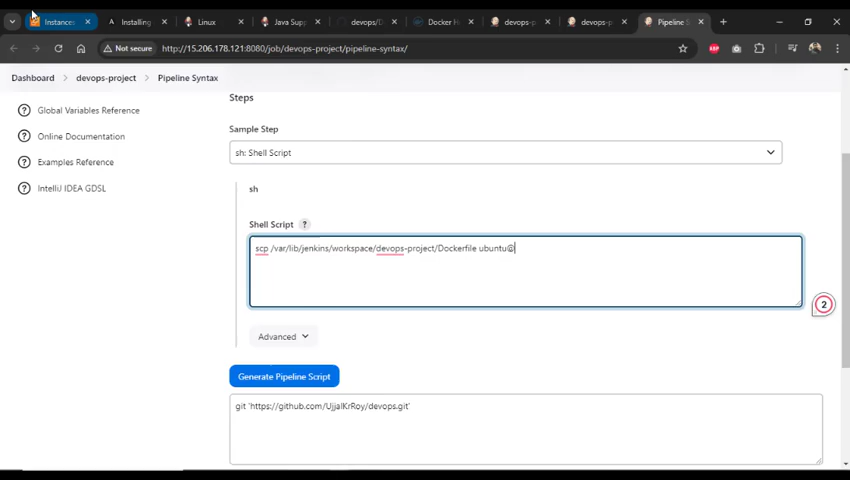 Instances
Installing
Linux
Java Supp
devops/D
Docker H
devops-p
devops-p
Pipeline S
Not secure
http://15.206.178.121:8080/job/devops-project/pipeline-syntax/
ABP
Dashboard > devops-project > Pipeline Syntax
Global Variables Reference
Online Documentation
Examples Reference
IntelliJ IDEA GDSL
Steps
Sample Step
sh: Shell Script
sh
Shell Script ?
scp /var/lib/jenkins/workspace/devops-project/Dockerfile ubuntu@
2
Advanced
Generate Pipeline Script
git 'https://github.com/UjjalKrRoy/devops.git'